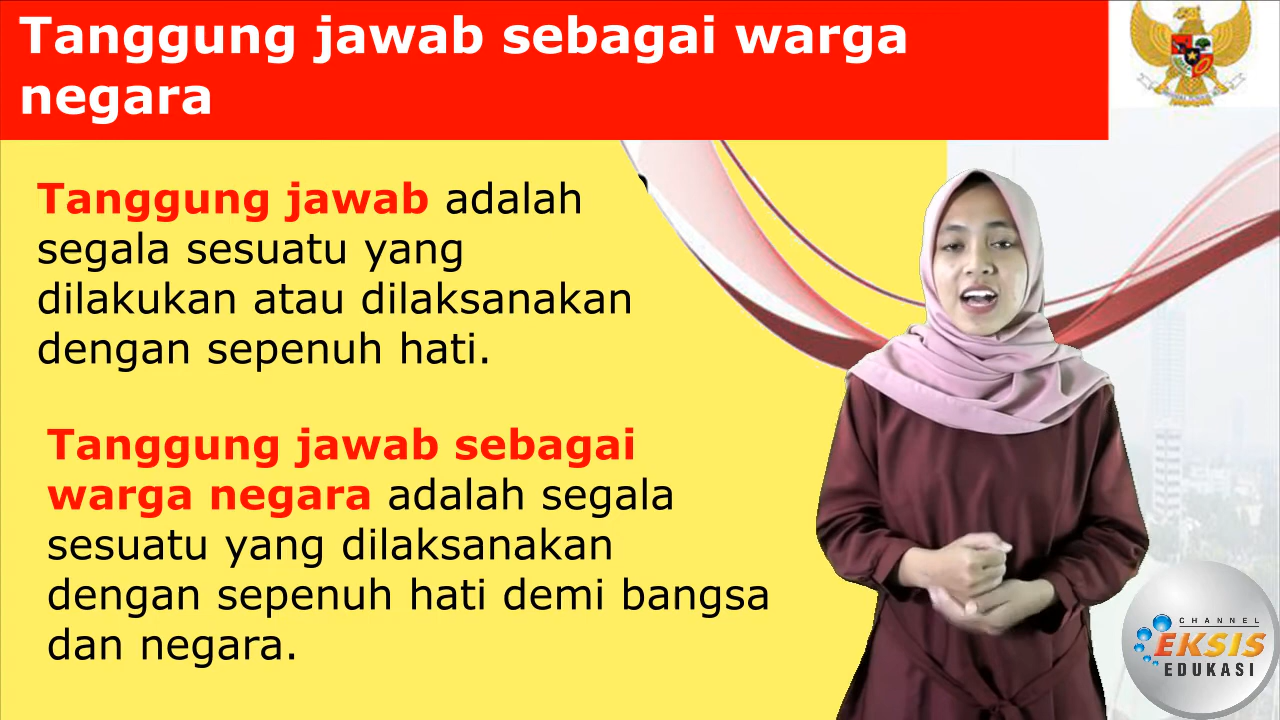 Tanggung jawab sebagai warga
negara
Tanggung jawab adalah
segala sesuatu yang
dilakukan atau dilaksanakan
dengan sepenuh hati.
Tanggung jawab sebagai
warga negara adalah segala
sesuatu yang dilaksanakan
dengan sepenuh hati demi bangsa
dan negara.
CHANNEL
EKSIS
EDUKASI